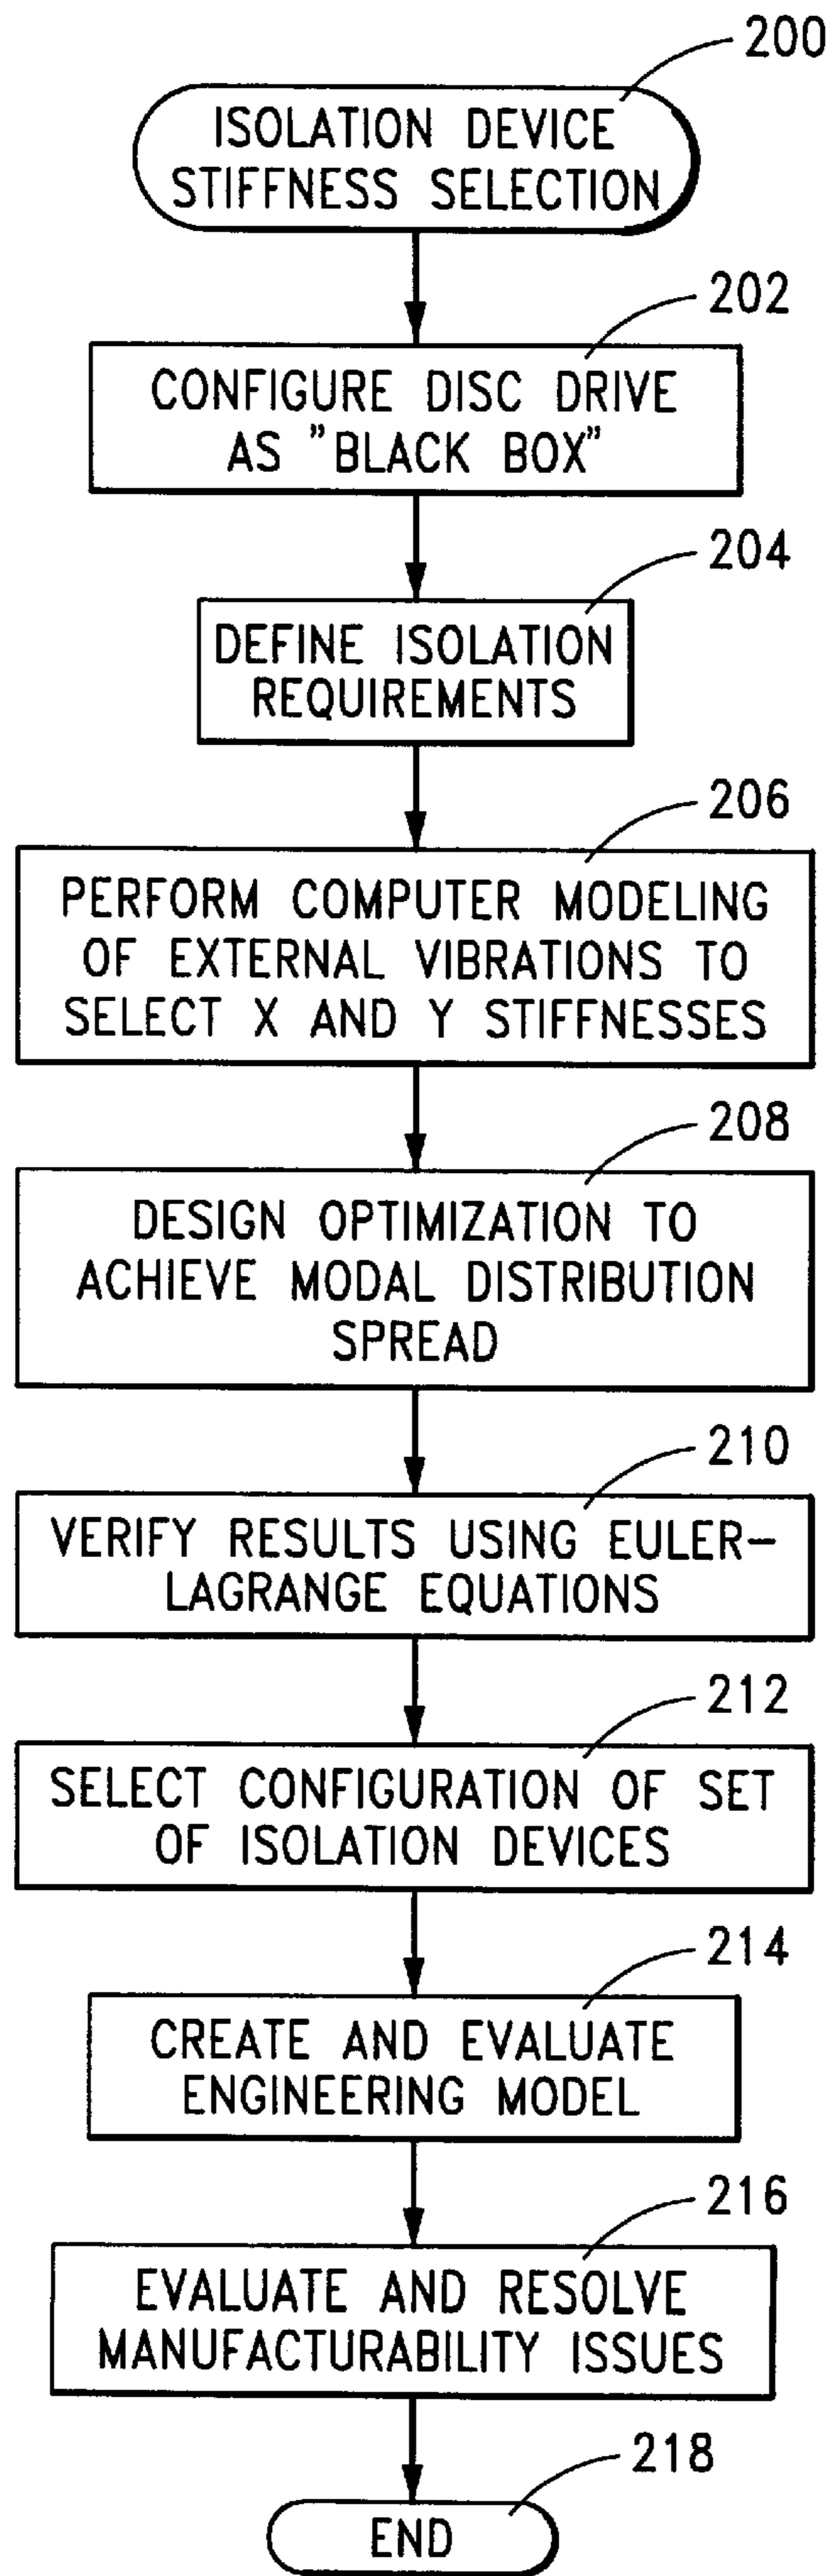 200
ISOLATION DEVICE
STIFFNESS SELECTION
202
CONFIGURE DISC DRIVE
AS "BLACK BOX"
204
DEFINE ISOLATION
REQUIREMENTS
206
PERFORM COMPUTER MODELING
OF EXTERNAL VIBRATIONS TO
SELECT X AND Y STIFFNESSES
208
DESIGN OPTIMIZATION TO
ACHIEVE MODAL DISTRIBUTION
SPREAD
210
VERIFY RESULTS USING EULER-
LAGRANGE EQUATIONS
212
SELECT CONFIGURATION OF SET
OF ISOLATION DEVICES
214
CREATE AND EVALUATE
ENGINEERING MODEL
216
EVALUATE AND RESOLVE
MANUFACTURABILITY ISSUES
218
END